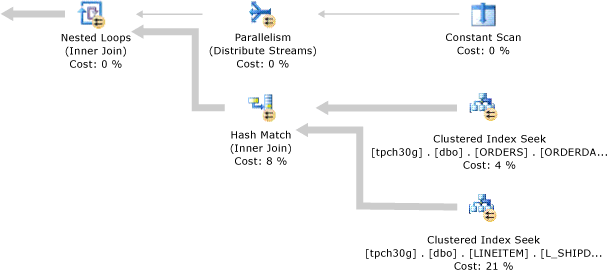 Nested Loops
(Inner Join)
Cost: 0 %
Parallelism
(Distribute Streams)
Cost: 0 %
Constant Scan
Cost: 0 %
Hash Match
(Inner Join)
Cost: 8 %
Clustered Index Seek
[tpch30g] . [dbo] . [ORDERS] . [ORDERDA...
Cost: 4 %
Clustered Index Seek
[tpch30g] . [dbo] . [LINEITEM] . [L_SHIPD...
Cost: 21 %